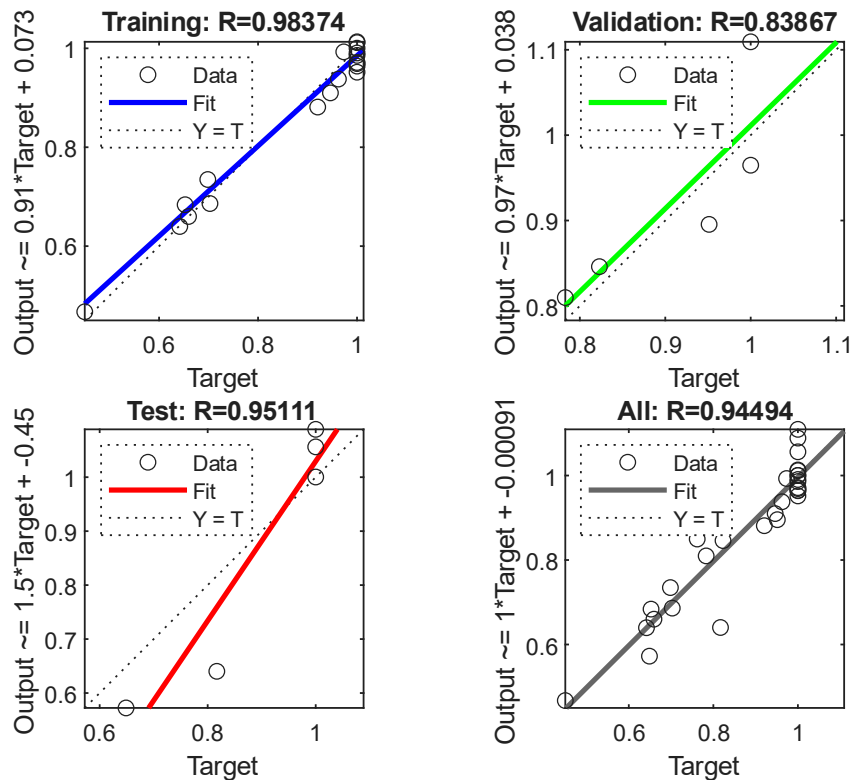 Training: R=0.98374
Output ~= 0.91*Target + 0.073
1
0.8
0.6
Data
Fit
Y = T
0.6
0.8
1
Target
Validation: R=0.83867
Output ~= 0.97*Target + 0.038
1.1
1
0.9
0.8
Data
Fit
Y = T
0.8
0.9
1
1.1
Target
Test: R=0.95111
Output ~= 1.5*Target + -0.45
1
0.9
0.8
0.7
0.6
Data
Fit
Y = T
0.6
0.8
1
Target
All: R=0.94494
Output ~= 1*Target + -0.00091
1
0.8
0.6
Data
Fit
Y = T
0.6
0.8
1
Target